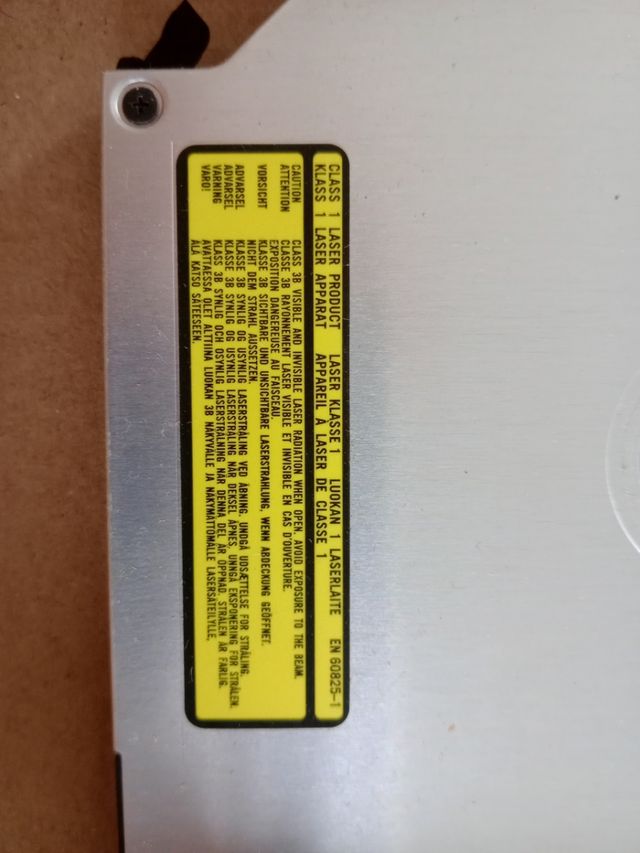 CLASS 1 LASER PRODUCT LASER KLASSE 1 LUOKAN 1 LASERLAITE EN 60825-1
KLASS 1 LASER APPARAT APPAREIL À LASER DE CLASSE 1
CAUTION CLASS 3B VISIBLE AND INVISIBLE LASER RADIATION WHEN OPEN, AVOID EXPOSURE TO THE BEAM.
ATTENTION CLASSE 3B RAYONNEMENT LASER VISIBLE ET INVISIBLE EN CAS D'OUVERTURE.
EXPOSITION DANGEREUSE AU FAISCEAU.
VORSICHT KLASSE 3B SICHTBARE UND UNSICHTBARE LASERSTRAHLUNG, WENN ABDECKUNG GEÖFFNET.
NICHT DEM STRAHL AUSSETZEN.
ADVARSEL KLASSE 3B SYNLIG OG USYNLIG LASERSTRÅLING VED ÅBNING, UNDGÅ UDSÆTTELSE FOR STRÅLING.
ADVARSEL KLASSE 3B SYNLIG OG USYNLIG LASERSTRÅLING NÅR DEKSEL ÅPNES, UNNGÅ EKSPONERING FOR STRÅLEN.
VARNING KLASS 3B SYNLIG OCH OSYNLIG LASERSTRÅLNING NÄR DENNA DEL ÄR ÖPPNAD, STRÅLEN ÄR FARLIG.
VARO! AVATTAESSA OLET ALTTIINA LUOKAN 3B NÄKYVÄLLE JA NÄKYMÄTTÖMÄLLE LASERSÄTEILYLLE.
ÄLÄ KATSO SÄTEESEEN.